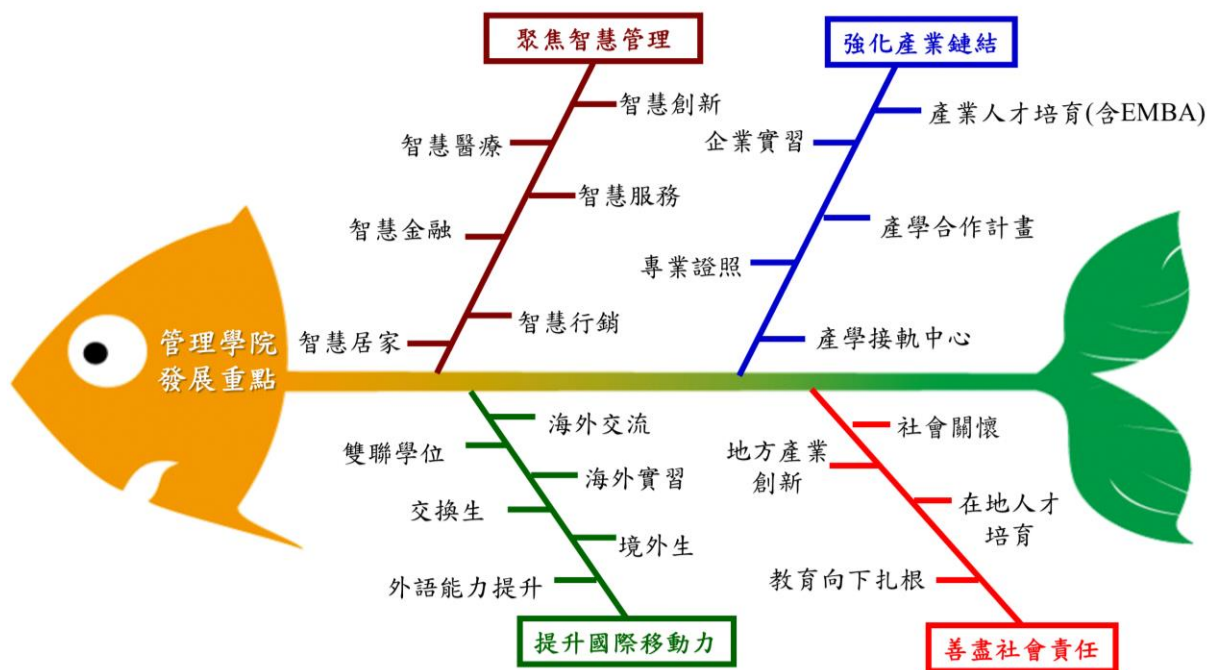 聚焦智慧管理
強化產業鏈結
智慧創新
智慧醫療
智慧服務
智慧金融
智慧行銷
智慧居家
產業人才培育(含EMBA)
企業實習
產學合作計畫
專業證照
產學接軌中心
管理學院
發展重點
海外交流
雙聯學位
海外實習
交換生
境外生
外語能力提升
提升國際移動力
社會關懷
地方產業
創新
在地人才
培育
教育向下扎根
善盡社會責任